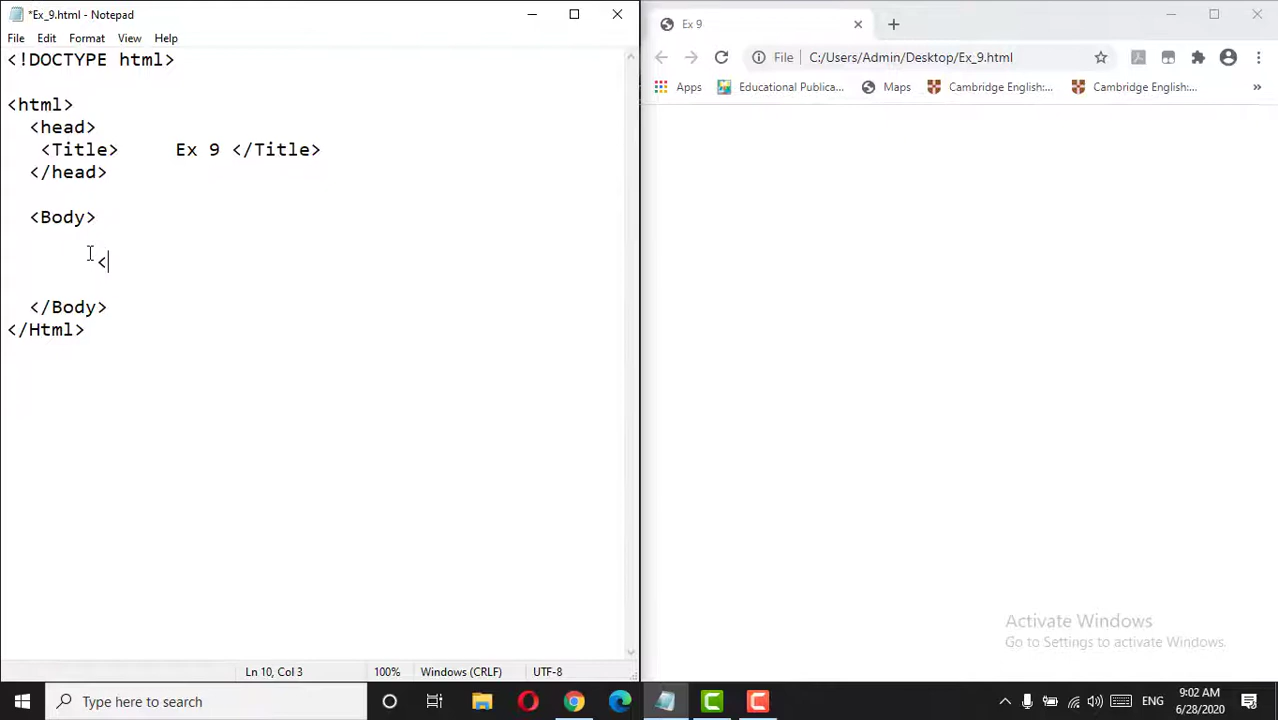 *Ex_9.html - Notepad
File Edit Format View Help
<!DOCTYPE html>
<html>
<head>
<Title> Ex 9 </Title>
</head>
<Body>
<
</Body>
</Html>
Ln 10, Col 3 100% Windows (CRLF) UTF-8
Ex 9
File C:/Users/Admin/Desktop/Ex_9.html
Apps Educational Publica... Maps Cambridge English:... Cambridge English:... »
Activate Windows
Go to Settings to activate Windows.
Type here to search
ENG
9:02 AM
6/28/2020